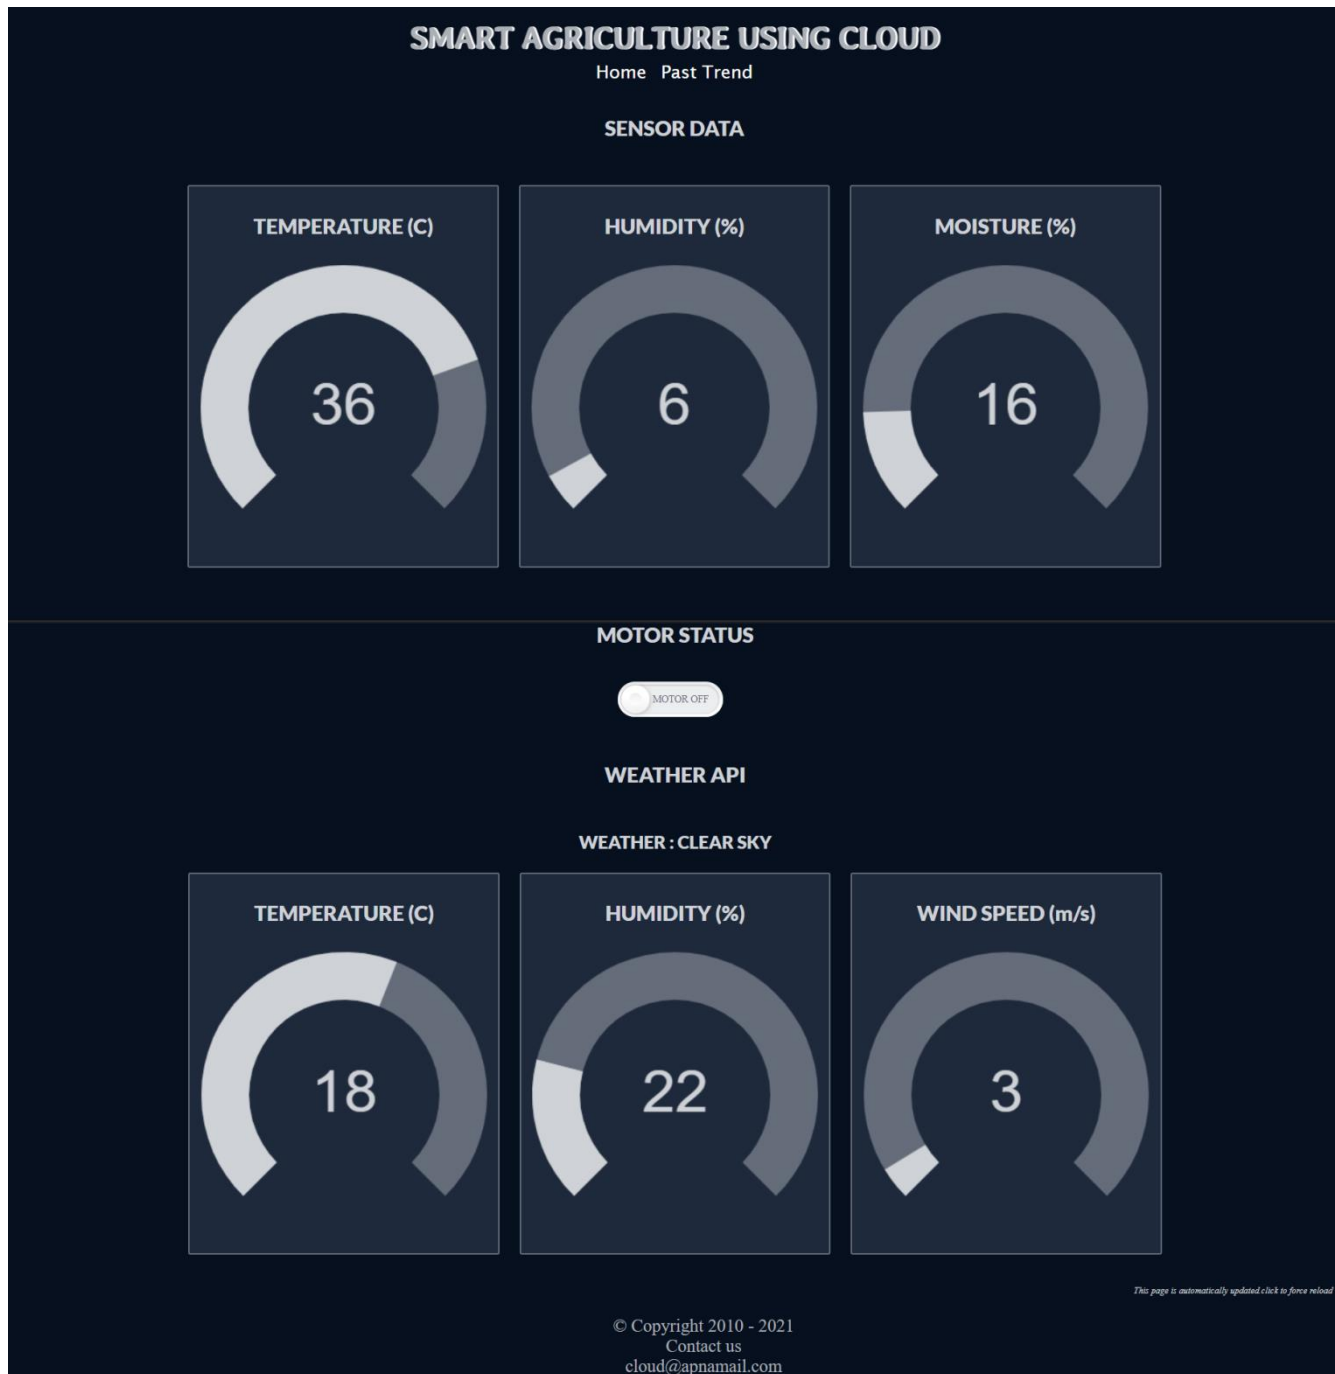 SMART AGRICULTURE USING CLOUD
Home Past Trend
SENSOR DATA
TEMPERATURE (C)
HUMIDITY (%)
MOISTURE (%)
36
6
16
MOTOR STATUS
MOTOR OFF
WEATHER API
WEATHER : CLEAR SKY
TEMPERATURE (C)
HUMIDITY (%)
WIND SPEED (m/s)
18
22
3
This page is automatically updated click to force reload
© Copyright 2010 - 2021
Contact us
cloud@apnamail.com